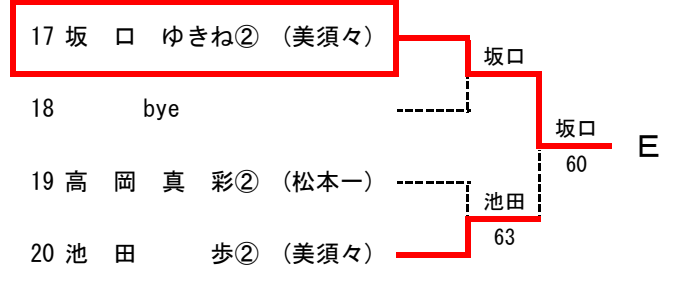 17 坂 口 ゆきね② (美須々)
坂口
18 bye
坂口
E
60
19 高 岡 真 彩② (松本一)
池田
63
20 池 田 歩② (美須々)